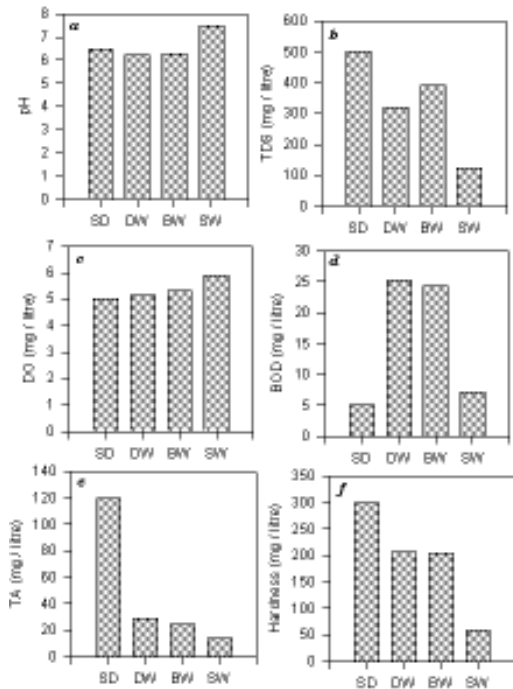 a
pH
8
7
6
5
4
3
2
1
0
SD DW BW SW
b
TDS (mg / litre)
600
500
400
300
200
100
0
SD DW BW SW
c
DO (mg / litre)
7
6
5
4
3
2
1
0
SD DW BW SW
d
BOD (mg / litre)
30
25
20
15
10
5
0
SD DW BW SW
e
TA (mg / litre)
140
120
100
80
60
40
20
0
SD DW BW SW
f
Hardness (mg / litre)
350
300
250
200
150
100
50
0
SD DW BW SW